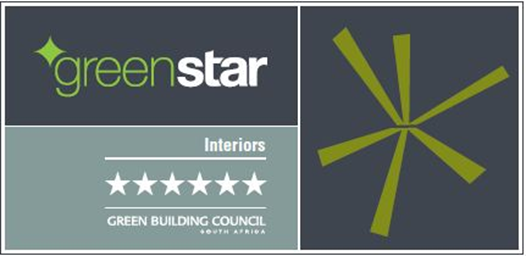 greenstar
Interiors
GREEN BUILDING COUNCIL
SOUTH AFRICA